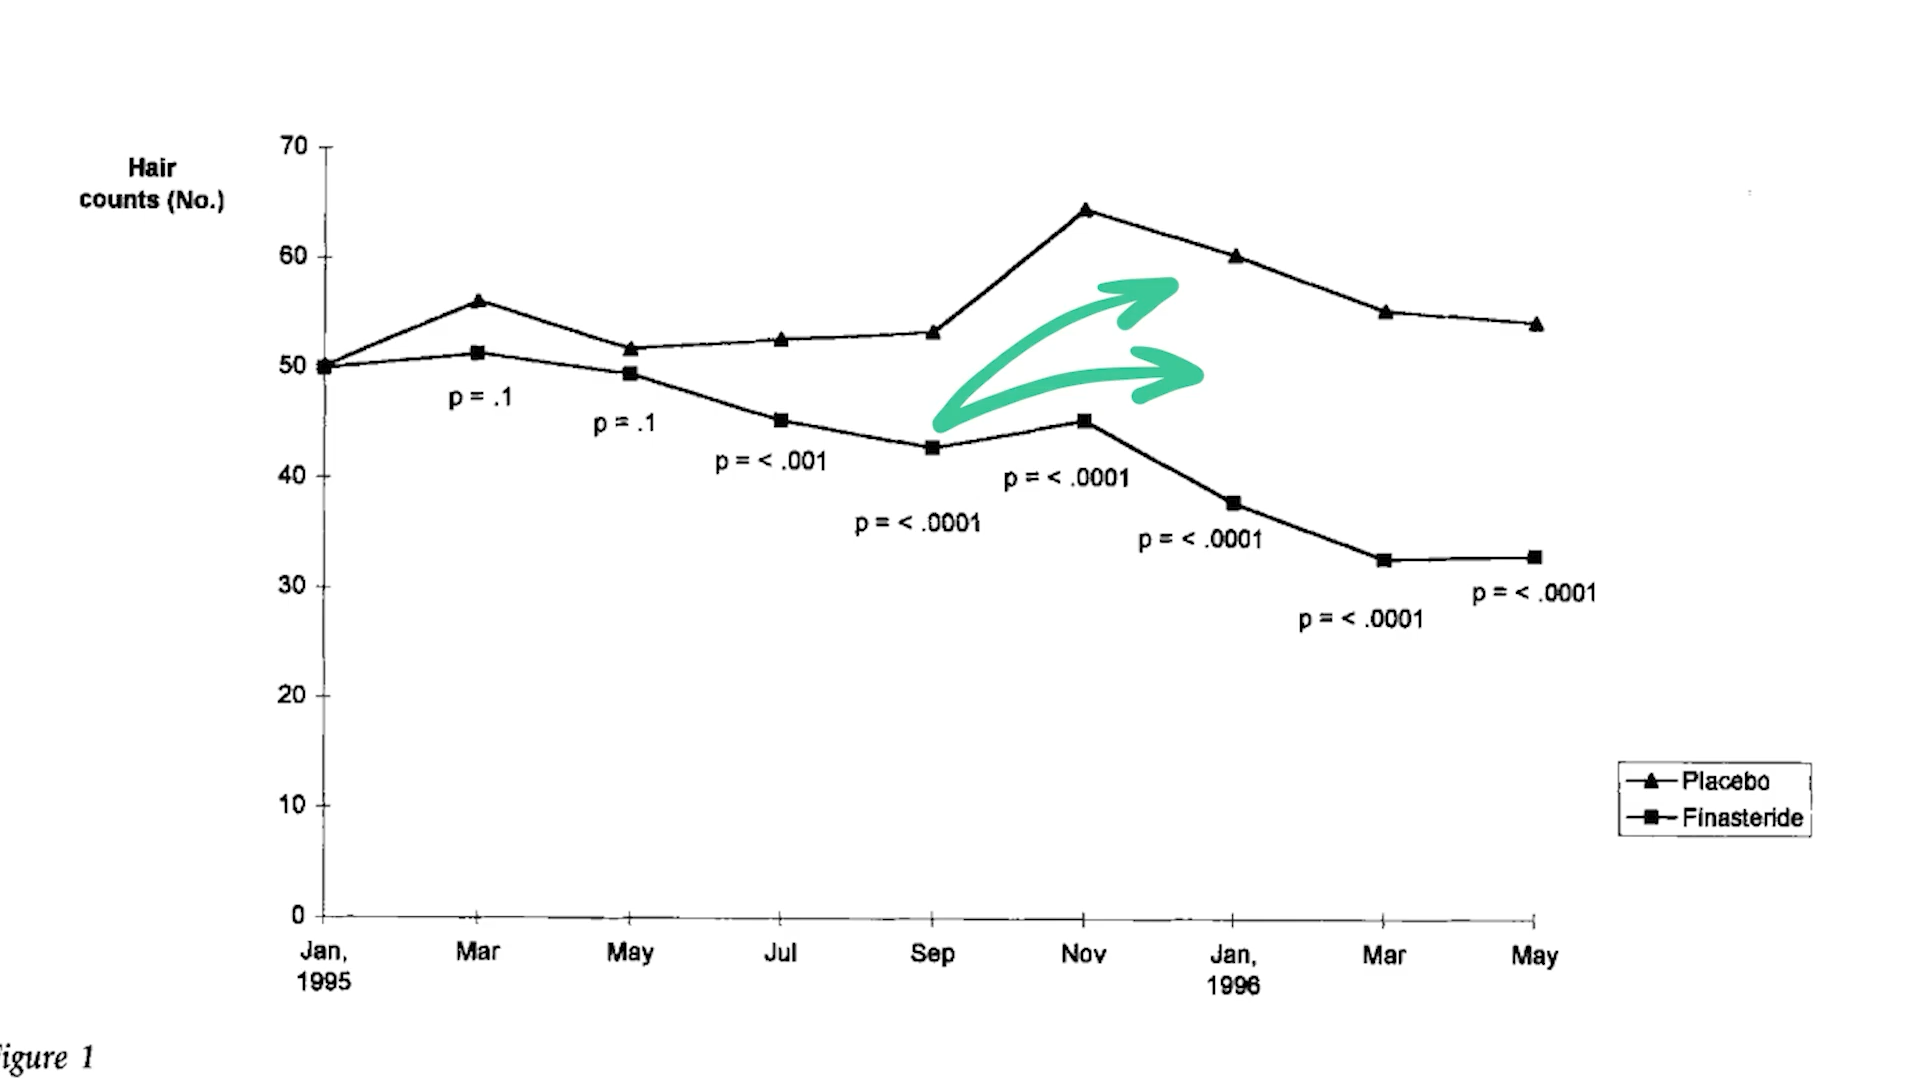 Hair
counts (No.)
70
60
50
40
30
20
10
0
p = .1
p = .1
p = < .001
p = < .0001
p = < .0001
p = < .0001
p = < .0001
p = < .0001
Jan,
1995
Mar
May
Jul
Sep
Nov
Jan,
1996
Mar
May
Placebo
Finasteride
igure 1